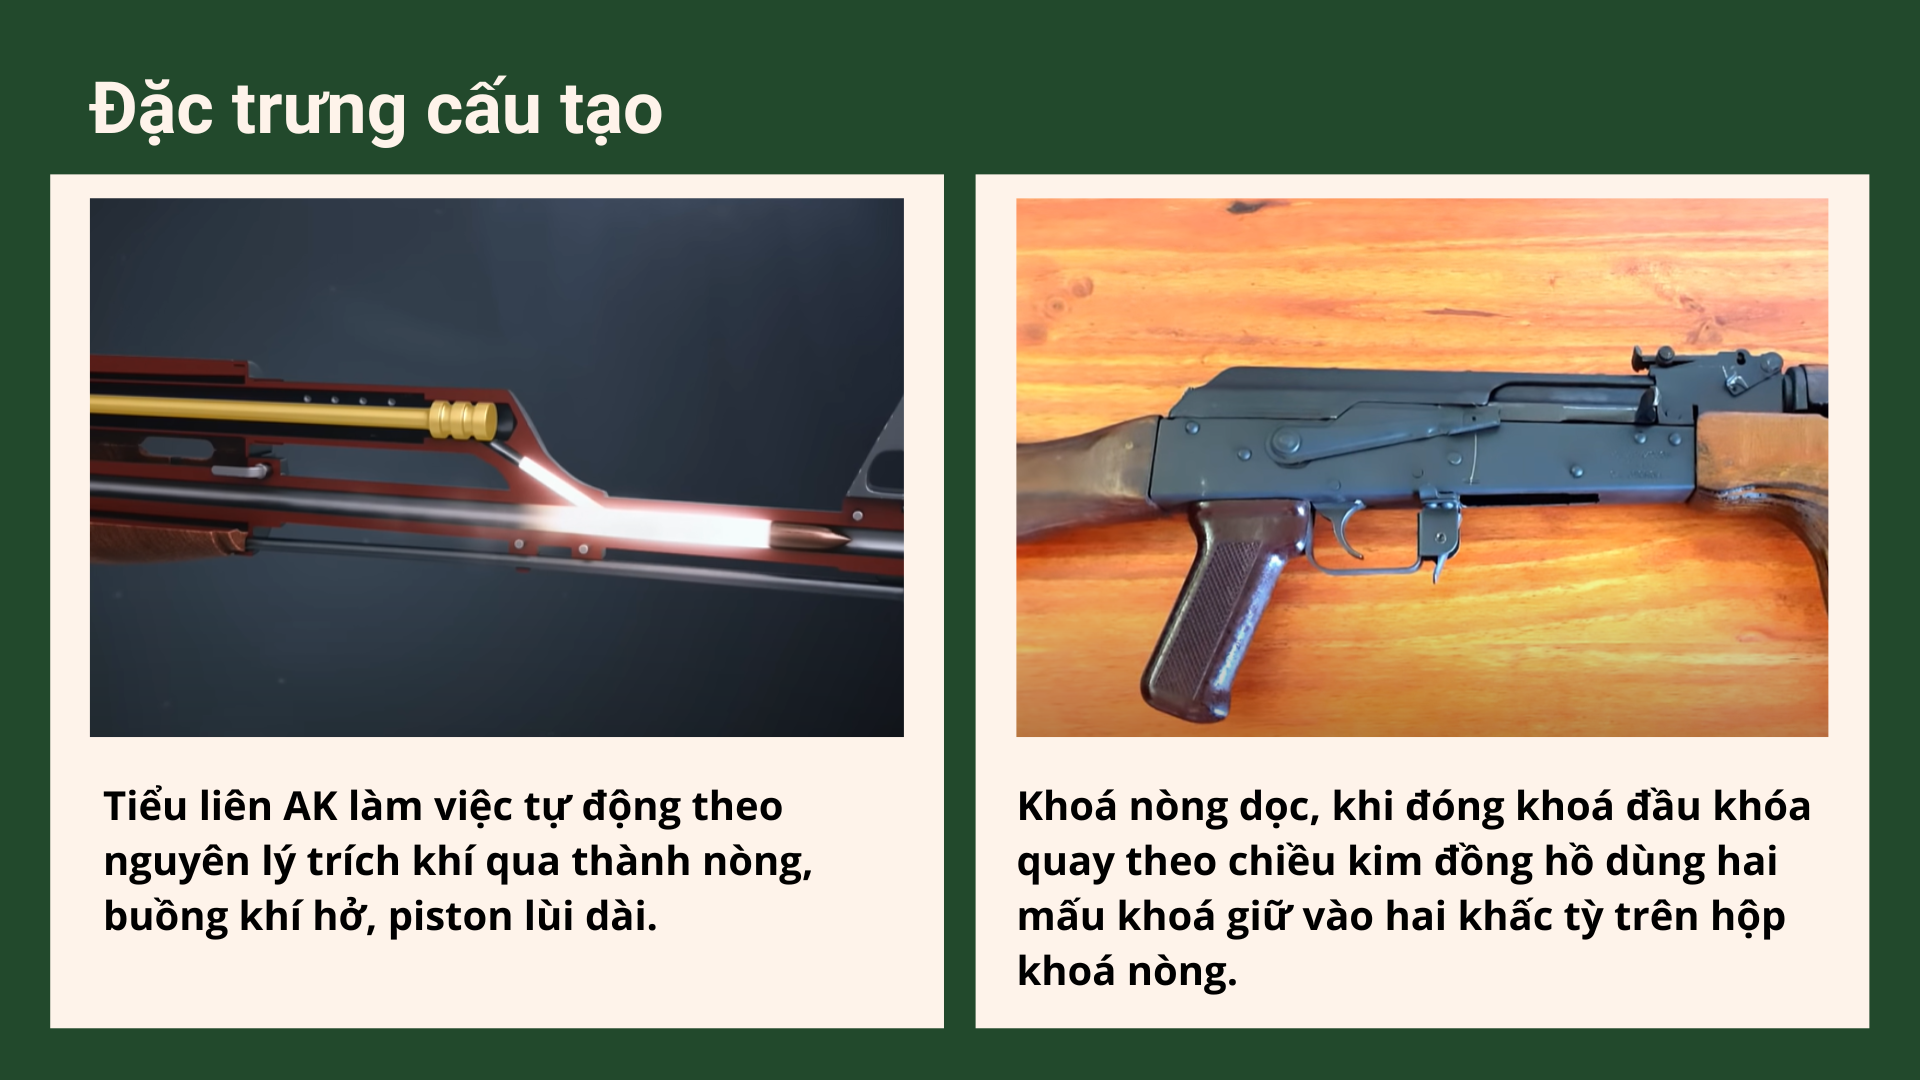 Đặc trưng cấu tạo
Tiểu liên AK làm việc tự động theo
nguyên lý trích khí qua thành nòng,
buồng khí hở, piston lùi dài.
Khoá nòng dọc, khi đóng khoá đầu khóa
quay theo chiều kim đồng hồ dùng hai
mấu khoá giữ vào hai khấc tỳ trên hộp
khoá nòng.